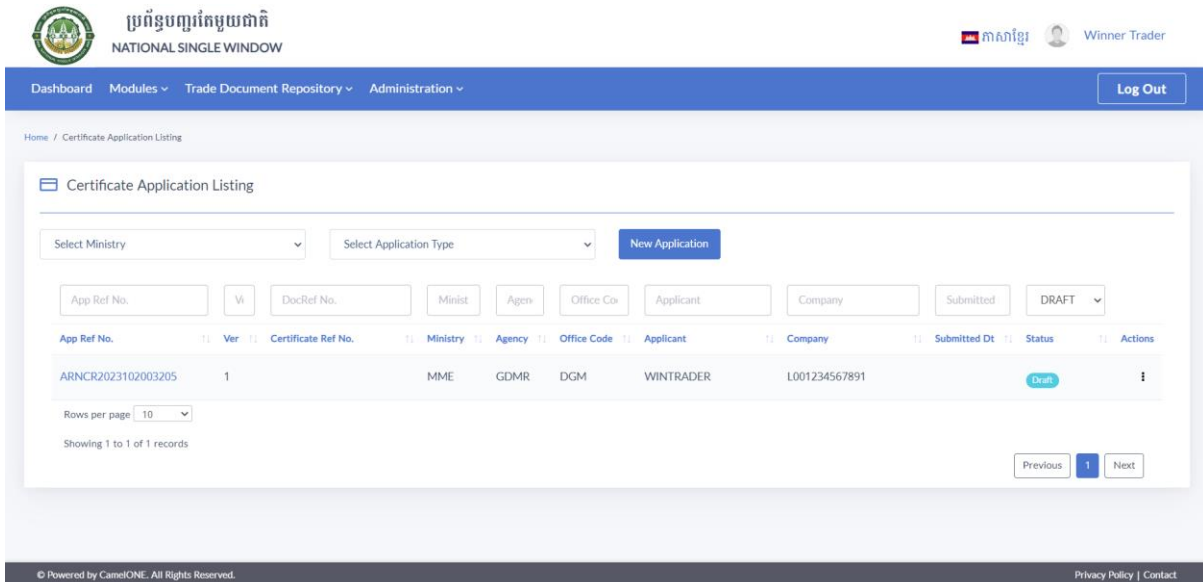 ប្រព័ន្ធបញ្ជរតែមួយជាតិ
NATIONAL SINGLE WINDOW
ភាសាខ្មែរ Winner Trader
Dashboard Modules Trade Document Repository Administration Log Out
Home / Certificate Application Listing
Certificate Application Listing
Select Ministry Select Application Type New Application
App Ref No. Ve DocRef No. Minist Agen Office Co Applicant Company Submitted DRAFT
App Ref No. Ver Certificate Ref No. Ministry Agency Office Code Applicant Company Submitted Dt Status Actions
ARNCR2023102003205 1 MME GDMR DGM WINTRADER L001234567891 Draft
Rows per page 10
Showing 1 to 1 of 1 records
Previous 1 Next
© Powered by CamelONE. All Rights Reserved. Privacy Policy | Contact